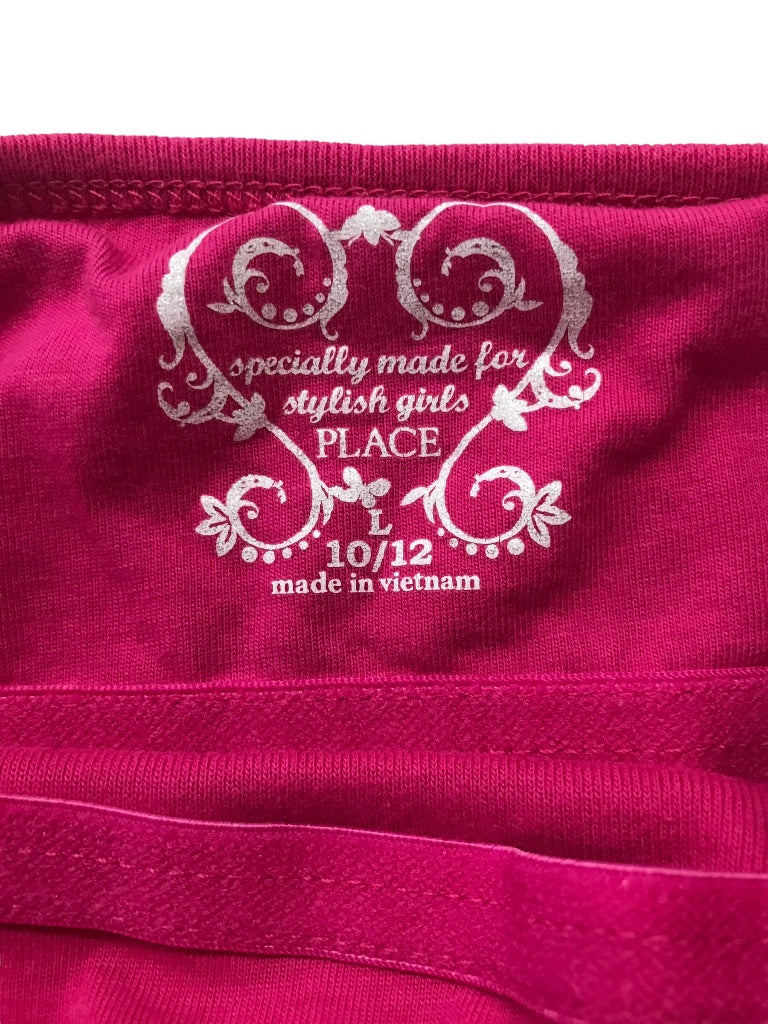 specially made for
stylish girls
PLACE
L
10/12
made in vietnam